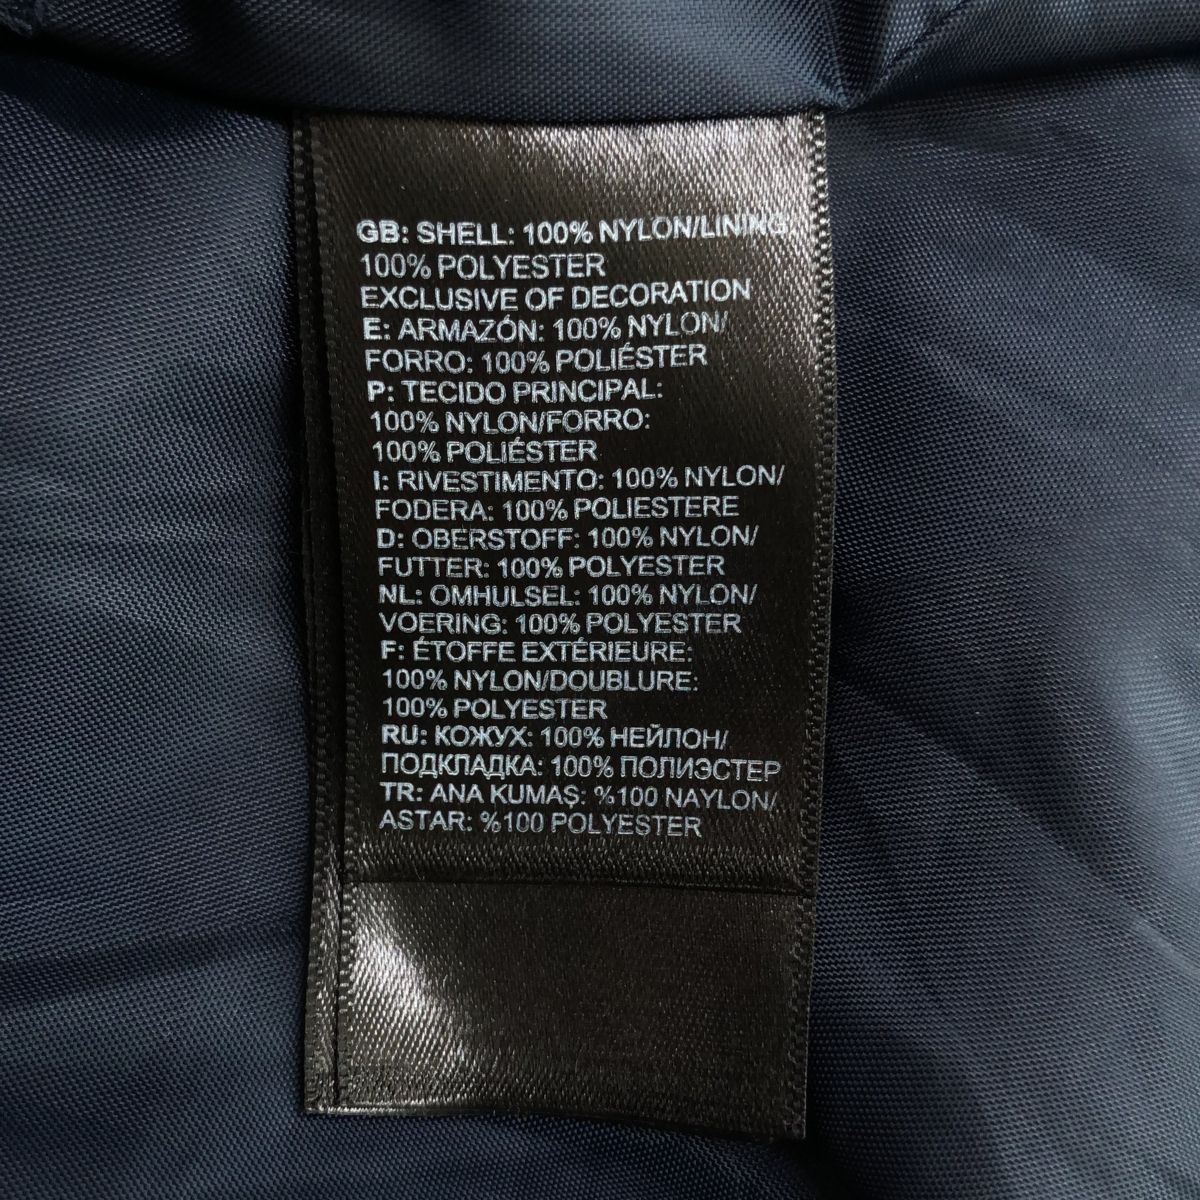 GB: SHELL: 100% NYLON/LINING:
100% POLYESTER
EXCLUSIVE OF DECORATION
E: ARMAZÓN: 100% NYLON/
FORRO: 100% POLIÉSTER
P: TECIDO PRINCIPAL:
100% NYLON/FORRO:
100% POLIÉSTER
I: RIVESTIMENTO: 100% NYLON/
FODERA: 100% POLIESTERE
D: OBERSTOFF: 100% NYLON/
FUTTER: 100% POLYESTER
NL: OMHULSEL: 100% NYLON/
VOERING: 100% POLYESTER
F: ÉTOFFE EXTÉRIEURE:
100% NYLON/DOUBLURE:
100% POLYESTER
RU: КОЖУХ: 100% НЕЙЛОН/
ПОДКЛАДКА: 100% ПОЛИЭСТЕР
TR: ANA KUMAŞ: %100 NAYLON/
ASTAR: %100 POLYESTER